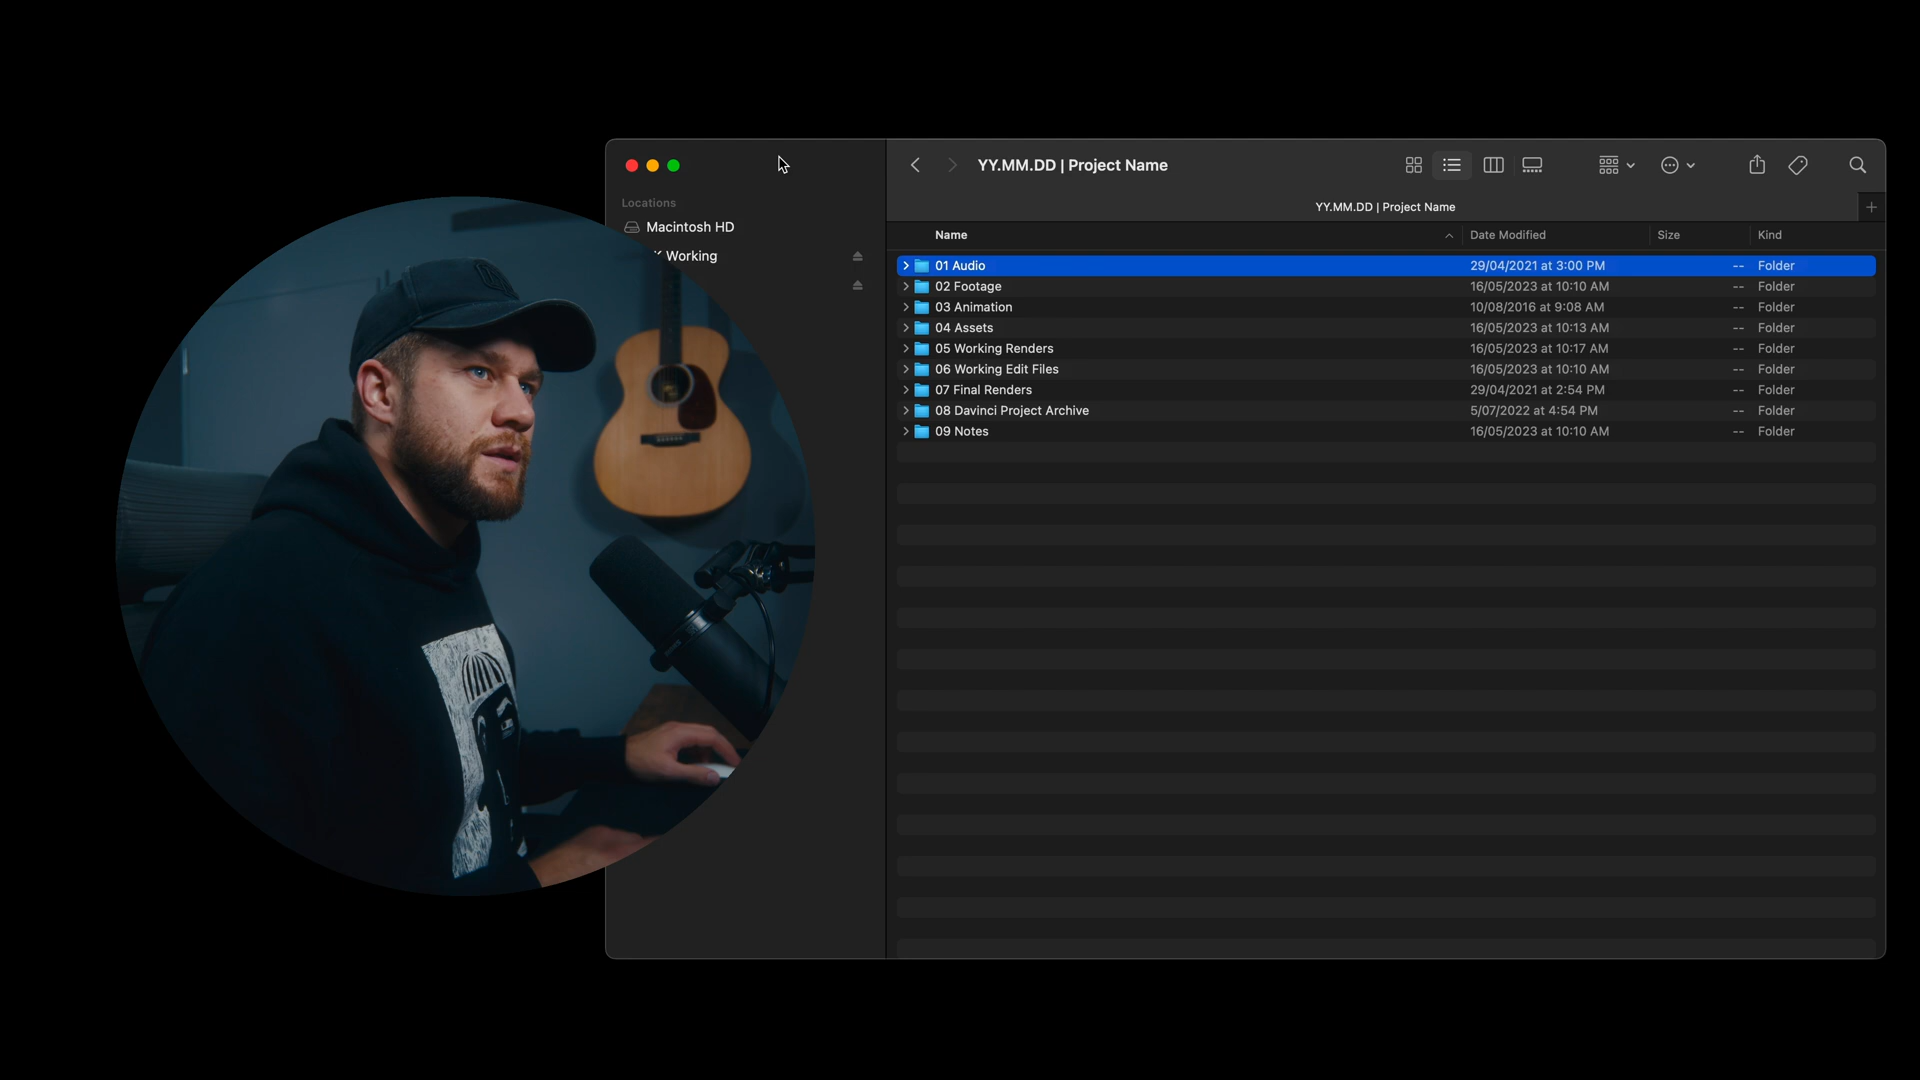 YY.MM.DD | Project Name
YY.MM.DD | Project Name
Locations
Macintosh HD
Working
Name Date Modified Size Kind
01 Audio 29/04/2021 at 3:00 PM -- Folder
02 Footage 16/05/2023 at 10:10 AM -- Folder
03 Animation 10/08/2016 at 9:08 AM -- Folder
04 Assets 16/05/2023 at 10:13 AM -- Folder
05 Working Renders 16/05/2023 at 10:17 AM -- Folder
06 Working Edit Files 16/05/2023 at 10:10 AM -- Folder
07 Final Renders 29/04/2021 at 2:54 PM -- Folder
08 Davinci Project Archive 5/07/2022 at 4:54 PM -- Folder
09 Notes 16/05/2023 at 10:10 AM -- Folder